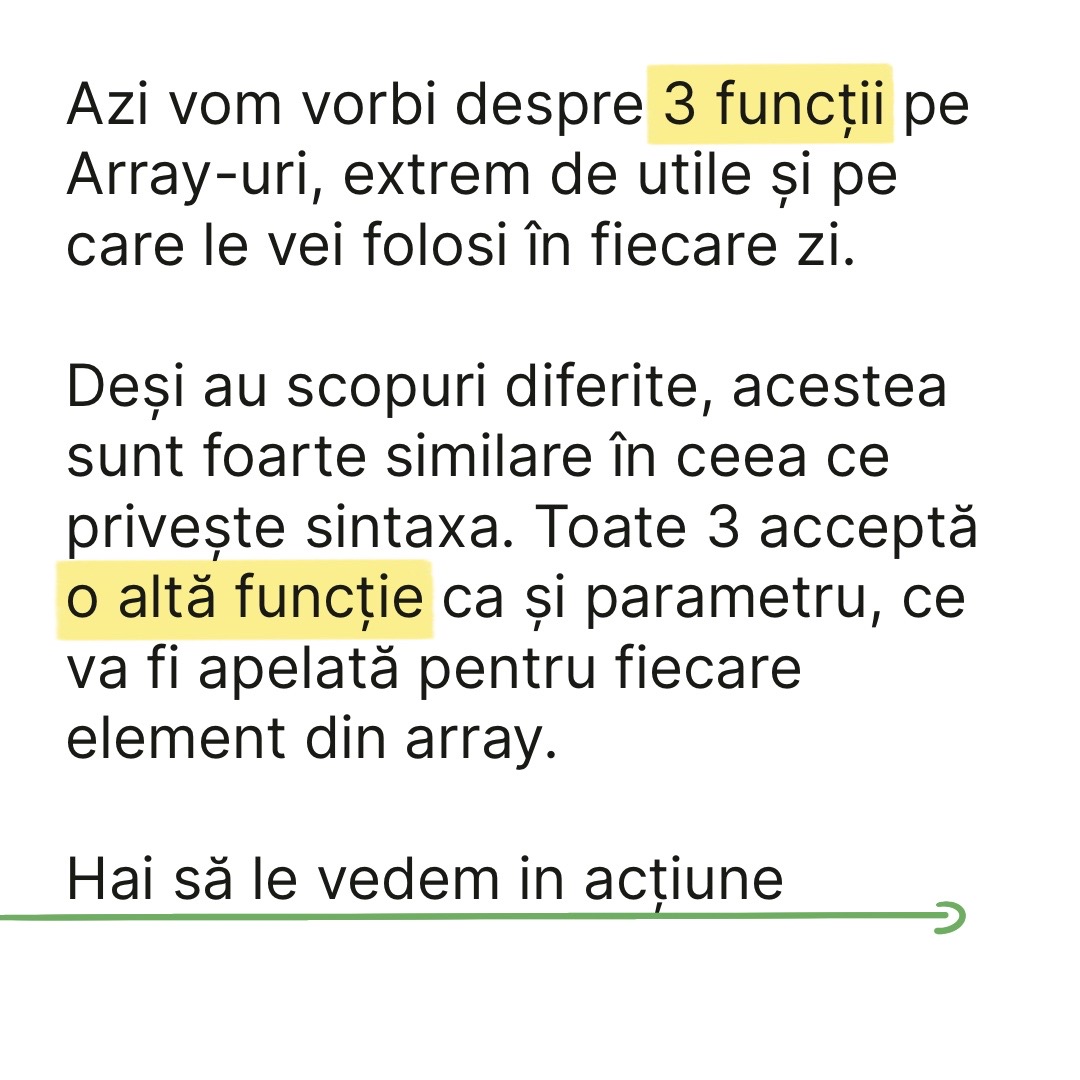 Azi vom vorbi despre 3 funcții pe
Array-uri, extrem de utile și pe
care le vei folosi în fiecare zi.
Deși au scopuri diferite, acestea
sunt foarte similare în ceea ce
privește sintaxa. Toate 3 acceptă
o altă funcție ca și parametru, ce
va fi apelată pentru fiecare
element din array.
Hai să le vedem in acțiune